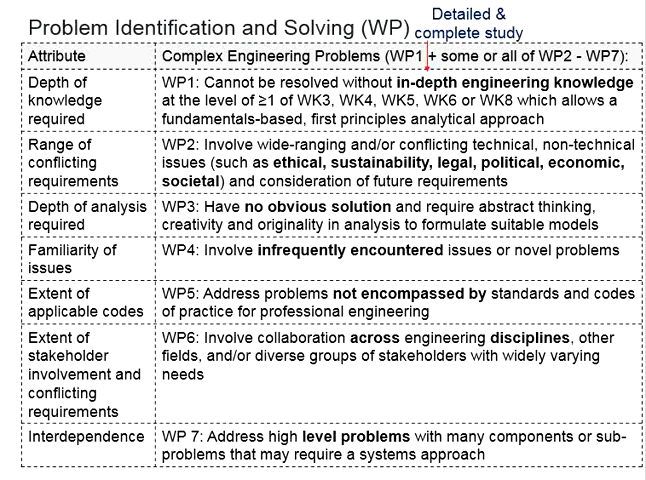 Problem Identification and Solving (WP)
Detailed &
complete study
Attribute
Complex Engineering Problems (WP1 + some or all of WP2 - WP7):
Depth of
knowledge
required
WP1: Cannot be resolved without in-depth engineering knowledge
at the level of ≥1 of WK3, WK4, WK5, WK6 or WK8 which allows a
fundamentals-based, first principles analytical approach
Range of
conflicting
requirements
WP2: Involve wide-ranging and/or conflicting technical, non-technical
issues (such as ethical, sustainability, legal, political, economic,
societal) and consideration of future requirements
Depth of analysis
required
WP3: Have no obvious solution and require abstract thinking,
creativity and originality in analysis to formulate suitable models
Familiarity of
issues
WP4: Involve infrequently encountered issues or novel problems
Extent of
applicable codes
WP5: Address problems not encompassed by standards and codes
of practice for professional engineering
Extent of
stakeholder
involvement and
conflicting
requirements
WP6: Involve collaboration across engineering disciplines, other
fields, and/or diverse groups of stakeholders with widely varying
needs
Interdependence
WP 7: Address high level problems with many components or sub-
problems that may require a systems approach